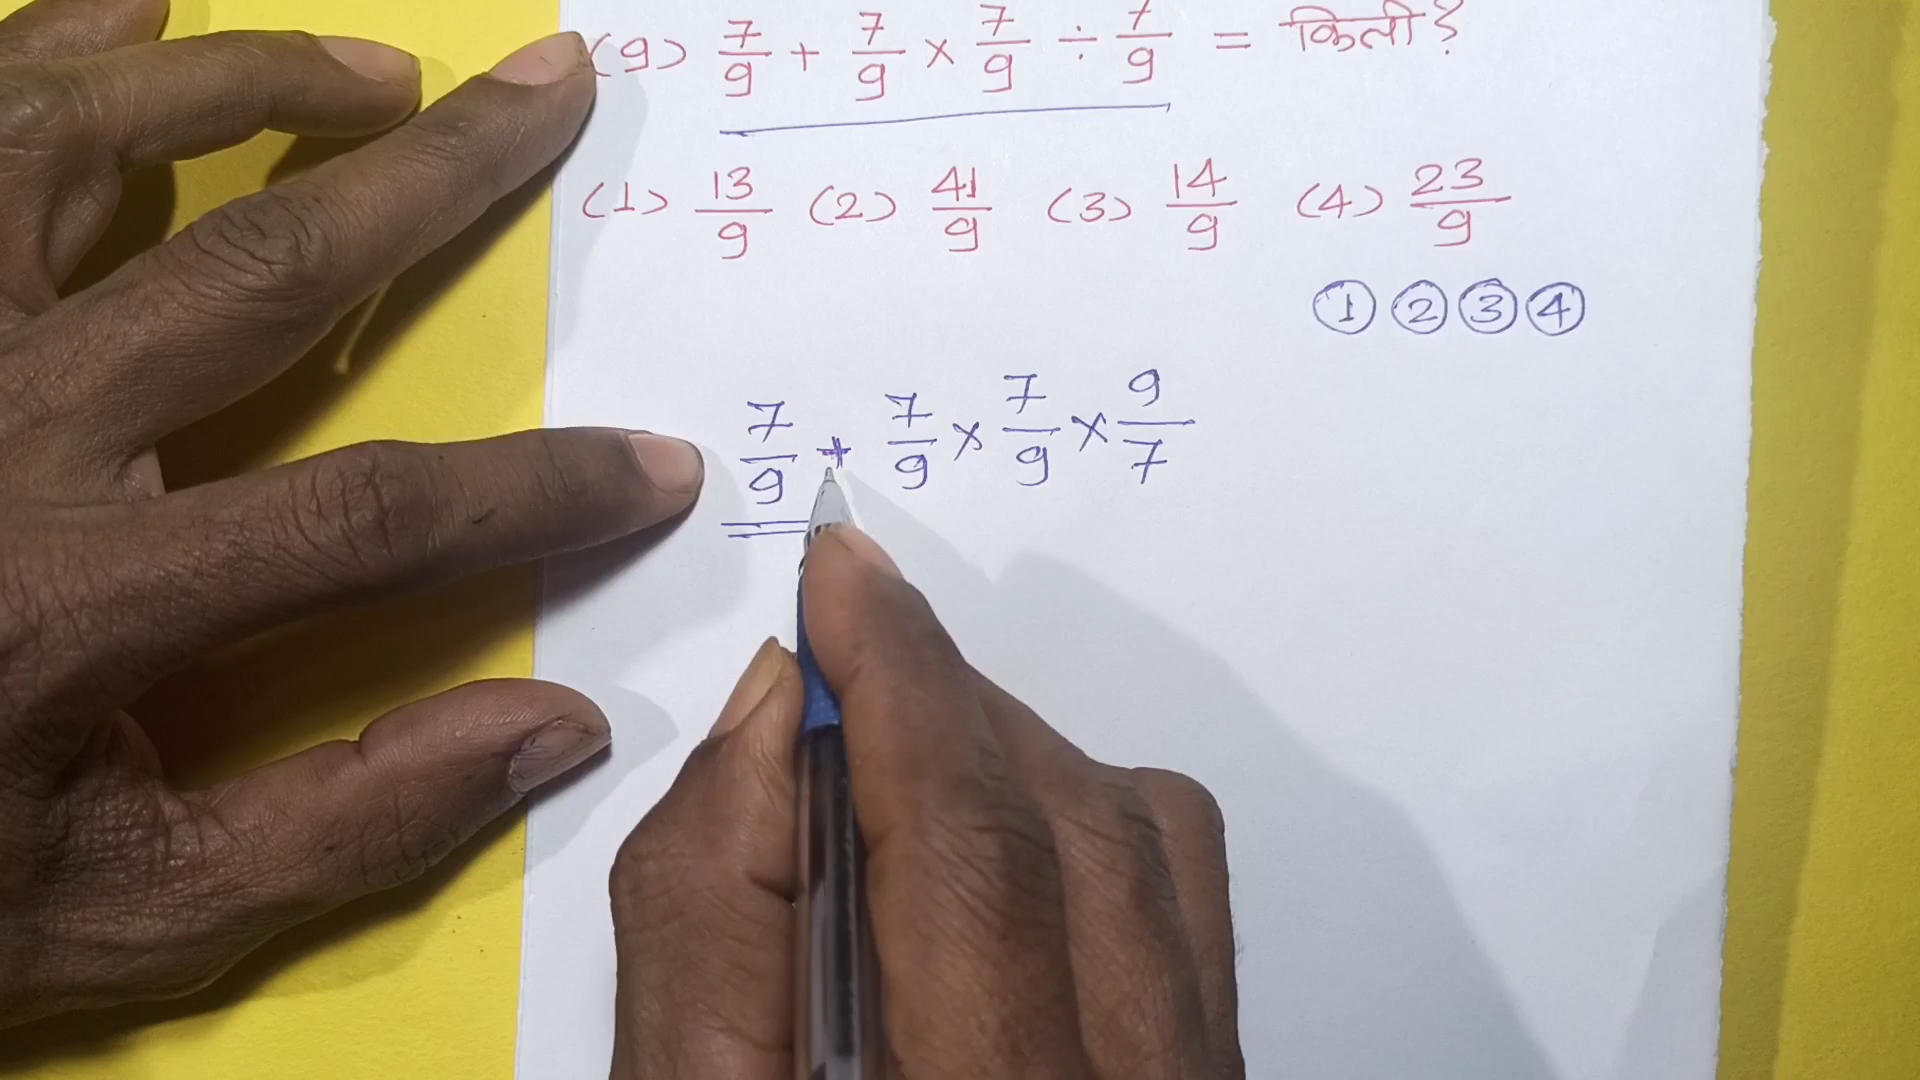 (9) 7/9 + 7/9 × 7/9 ÷ 7/9 = किती?
(1) 13/9 (2) 41/9 (3) 14/9 (4) 23/9
① ② ③ ④
7/9 + 7/9 × 7/9 × 9/7